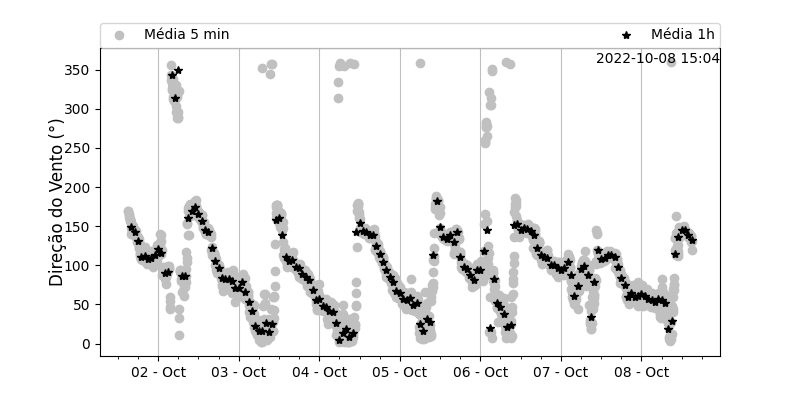 Média 5 min
Média 1h
2022-10-08 15:04
Direção do Vento (°)
350
300
250
200
150
100
50
0
02 - Oct
03 - Oct
04 - Oct
05 - Oct
06 - Oct
07 - Oct
08 - Oct